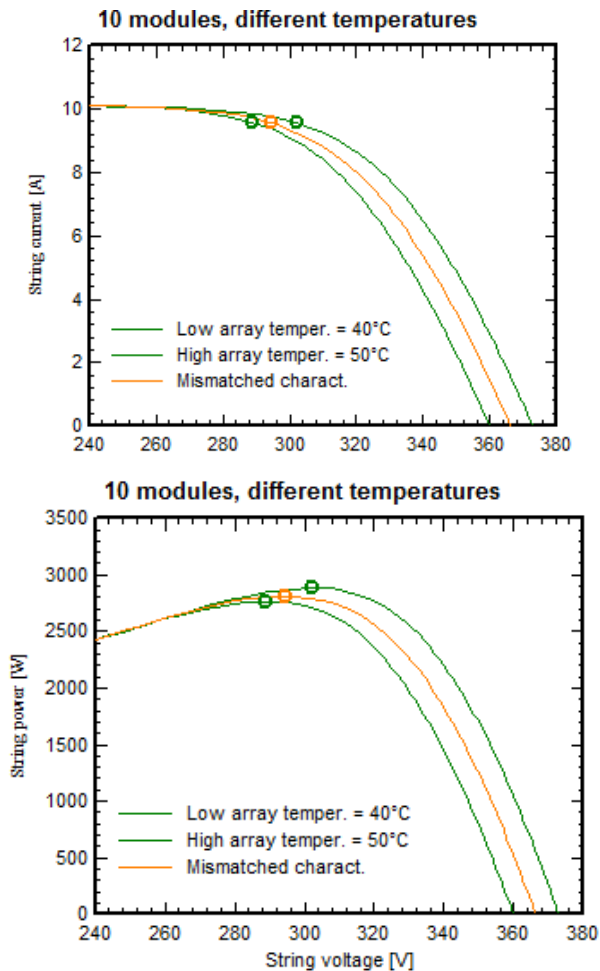 10 modules, different temperatures
12
10
8
6
4
2
0
String current [A]
Low array temper. = 40°C
High array temper. = 50°C
Mismatched charact.
240 260 280 300 320 340 360 380
10 modules, different temperatures
3500
3000
2500
2000
1500
1000
500
0
String power [W]
Low array temper. = 40°C
High array temper. = 50°C
Mismatched charact.
240 260 280 300 320 340 360 380
String voltage [V]